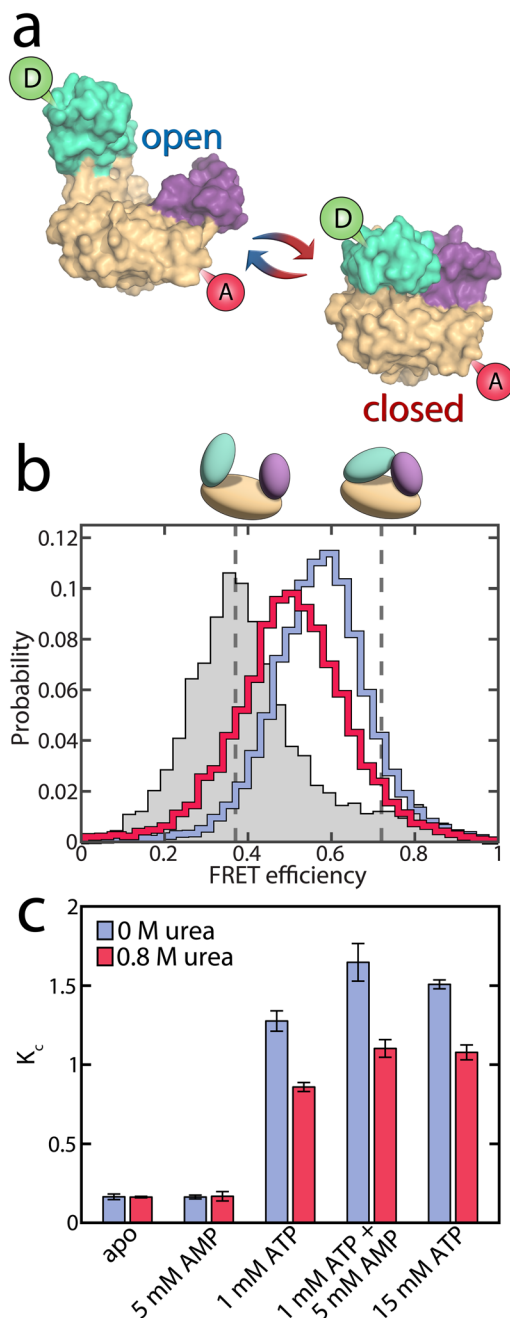 a
D
open
A
D
A
closed
b
0.12
0.1
0.08
0.06
0.04
0.02
0
Probability
0 0.2 0.4 0.6 0.8 1
FRET efficiency
c
2
1.5
1
0.5
0
K_c
0 M urea
0.8 M urea
apo
5 mM AMP
1 mM ATP
1 mM ATP +
5 mM AMP
15 mM ATP